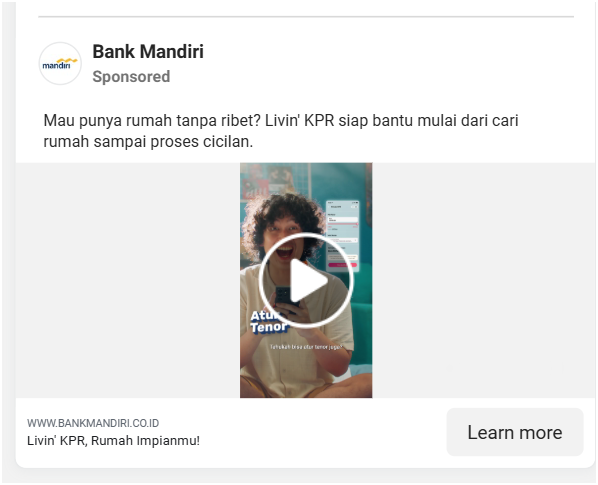 Bank Mandiri
mandiri
Sponsored
Mau punya rumah tanpa ribet? Livin' KPR siap bantu mulai dari cari
rumah sampai proses cicilan.
Atur
Tenor
bisa atur tenor juga?
WWW.BANKMANDIRI.CO.ID
Livin' KPR, Rumah Impianmu!
Learn more